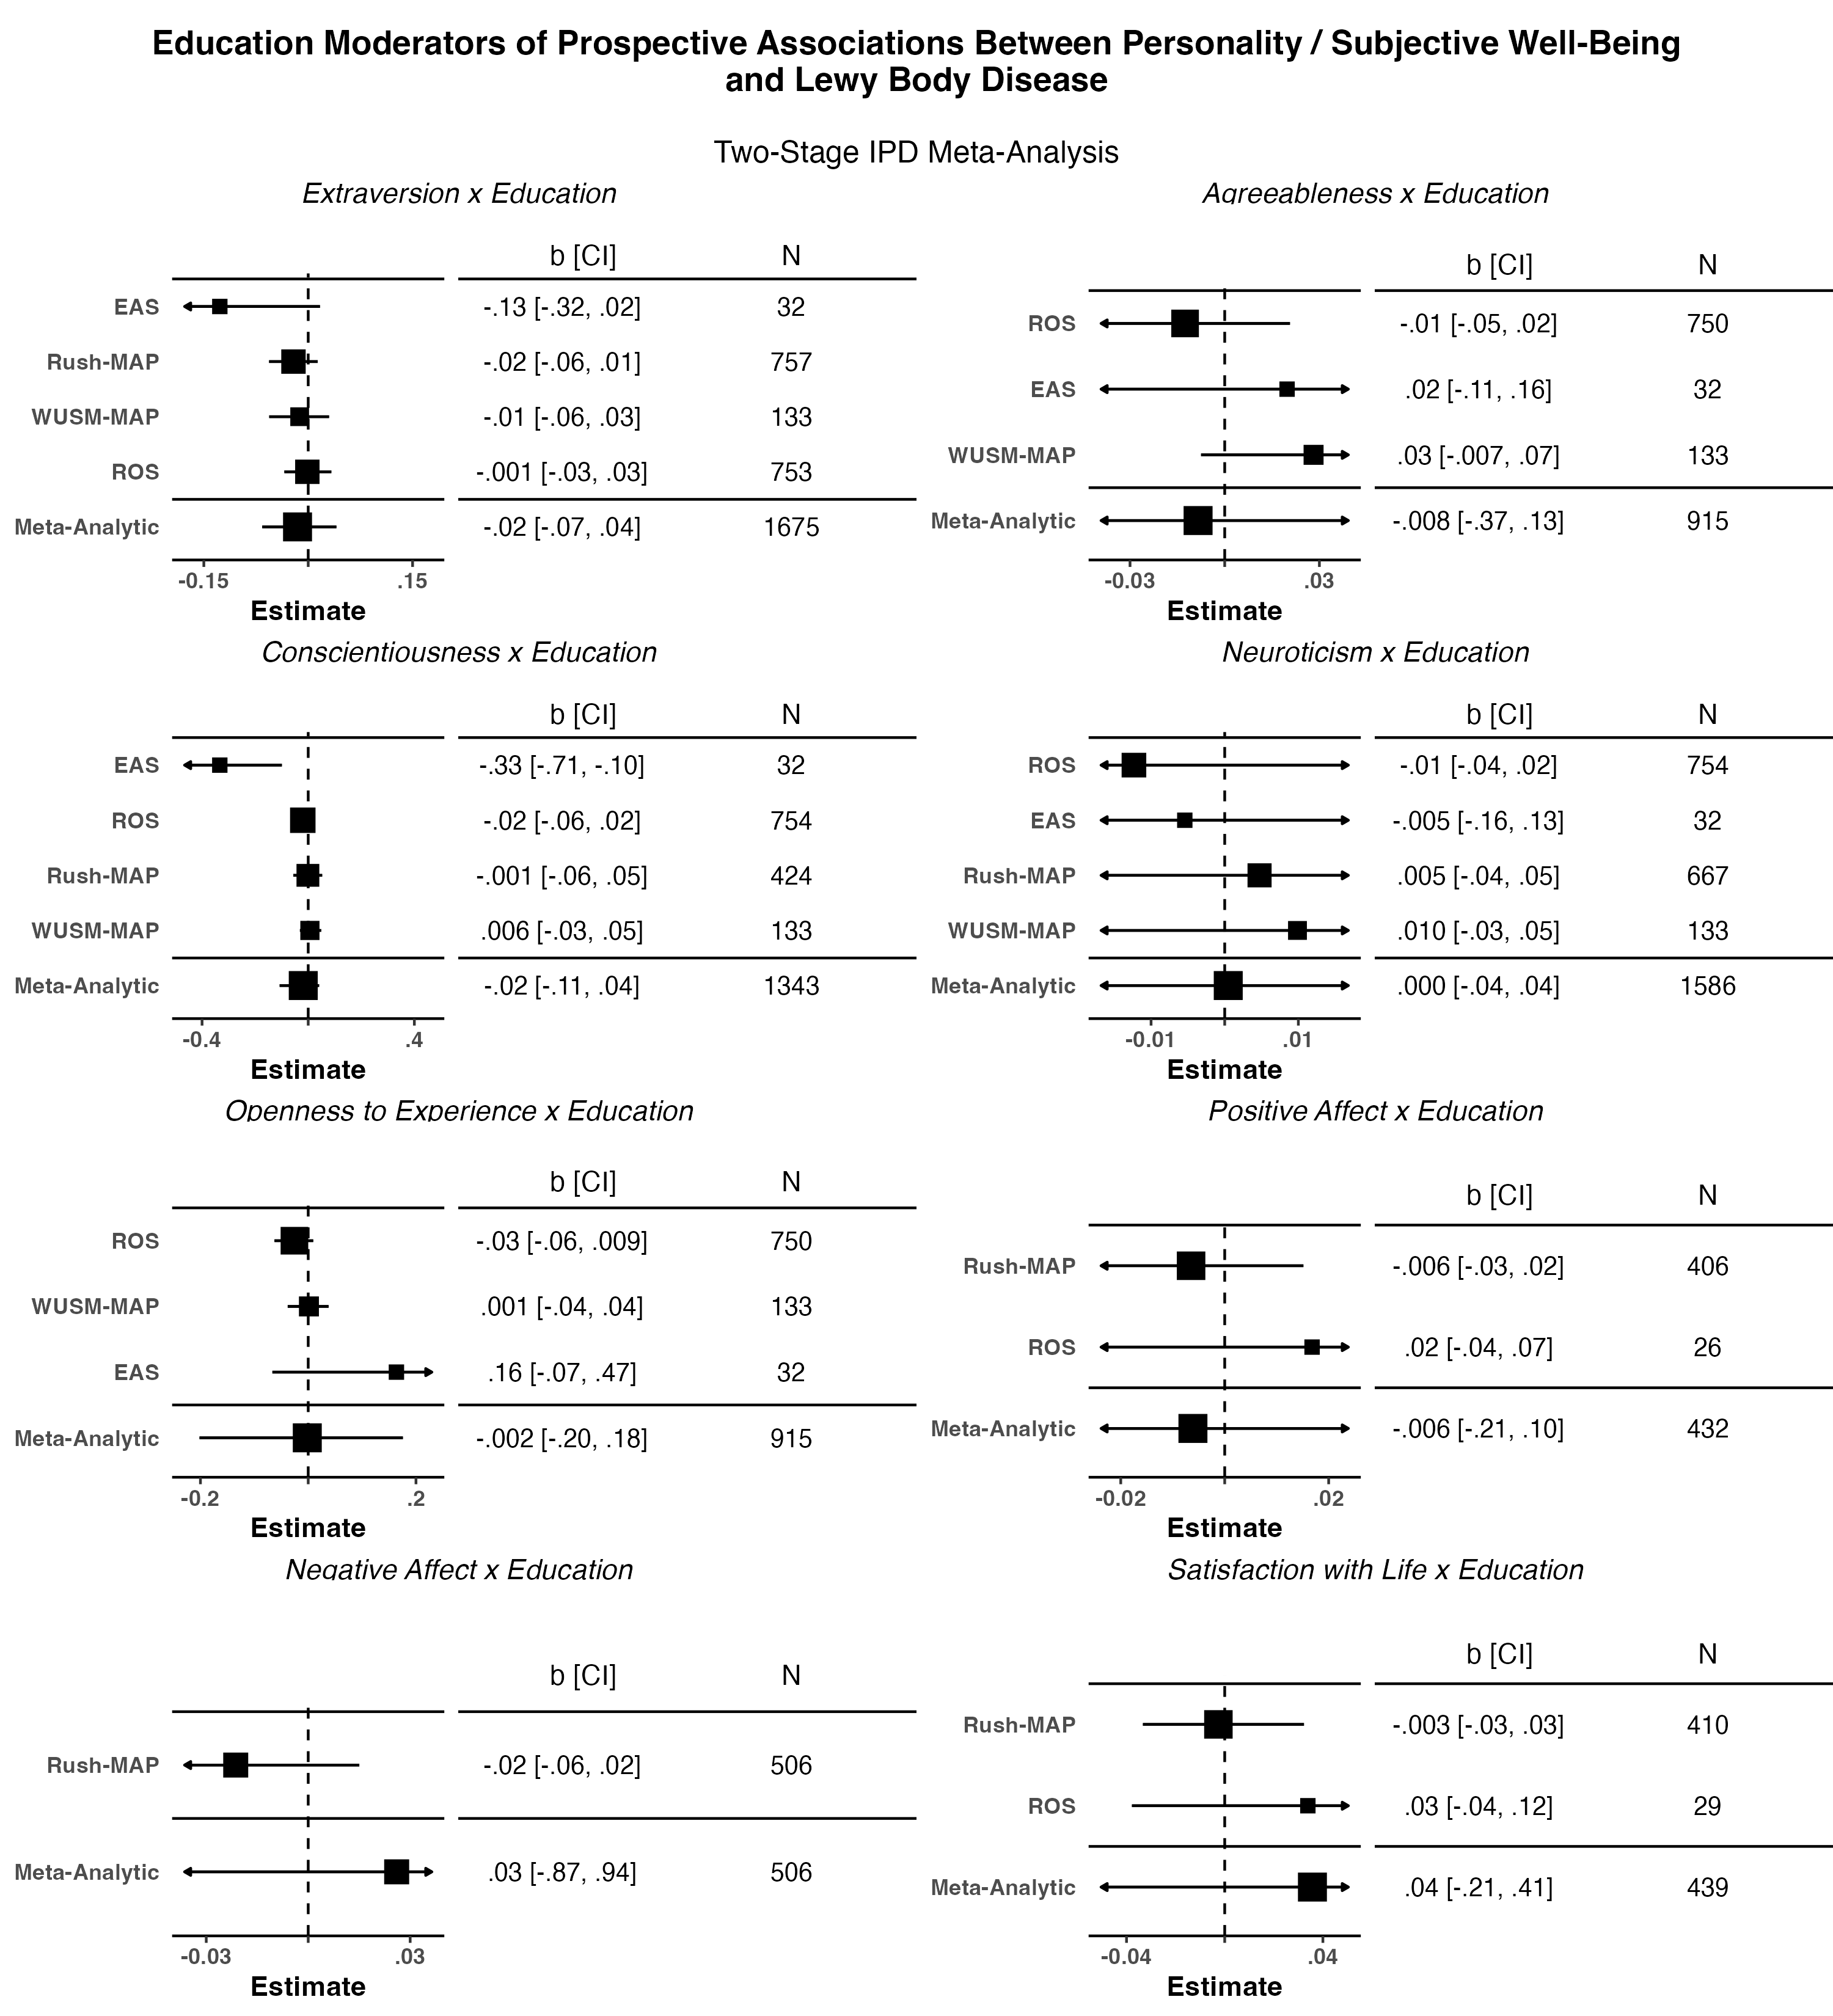 Education Moderators of Prospective Associations Between Personality / Subjective Well-Being
and Lewy Body Disease
Two-Stage IPD Meta-Analysis
Extraversion x Education
b [CI] N
EAS -.13 [-.32, .02] 32
Rush-MAP -.02 [-.06, .01] 757
WUSM-MAP -.01 [-.06, .03] 133
ROS -.001 [-.03, .03] 753
Meta-Analytic -.02 [-.07, .04] 1675
-0.15 .15
Estimate
Agreeableness x Education
b [CI] N
ROS -.01 [-.05, .02] 750
EAS .02 [-.11, .16] 32
WUSM-MAP .03 [-.007, .07] 133
Meta-Analytic -.008 [-.37, .13] 915
-0.03 .03
Estimate
Conscientiousness x Education
b [CI] N
EAS -.33 [-.71, -.10] 32
ROS -.02 [-.06, .02] 754
Rush-MAP -.001 [-.06, .05] 424
WUSM-MAP .006 [-.03, .05] 133
Meta-Analytic -.02 [-.11, .04] 1343
-0.4 .4
Estimate
Neuroticism x Education
b [CI] N
ROS -.01 [-.04, .02] 754
EAS -.005 [-.16, .13] 32
Rush-MAP .005 [-.04, .05] 667
WUSM-MAP .010 [-.03, .05] 133
Meta-Analytic .000 [-.04, .04] 1586
-0.01 .01
Estimate
Openness to Experience x Education
b [CI] N
ROS -.03 [-.06, .009] 750
WUSM-MAP .001 [-.04, .04] 133
EAS .16 [-.07, .47] 32
Meta-Analytic -.002 [-.20, .18] 915
-0.2 .2
Estimate
Positive Affect x Education
b [CI] N
Rush-MAP -.006 [-.03, .02] 406
ROS .02 [-.04, .07] 26
Meta-Analytic -.006 [-.21, .10] 432
-0.02 .02
Estimate
Negative Affect x Education
b [CI] N
Rush-MAP -.02 [-.06, .02] 506
Meta-Analytic .03 [-.87, .94] 506
-0.03 .03
Estimate
Satisfaction with Life x Education
b [CI] N
Rush-MAP -.003 [-.03, .03] 410
ROS .03 [-.04, .12] 29
Meta-Analytic .04 [-.21, .41] 439
-0.04 .04
Estimate